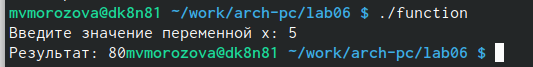 mvmorozova@dk8n81 ~/work/arch-pc/lab06 $ ./function
Введите значение переменной x: 5
Результат: 80mvmorozova@dk8n81 ~/work/arch-pc/lab06 $